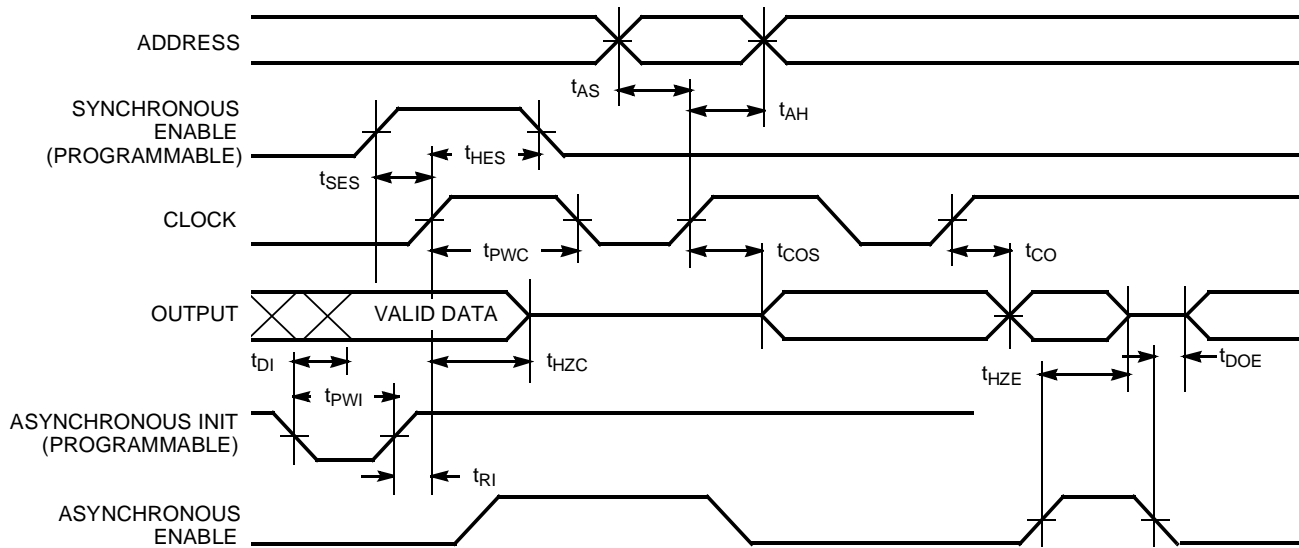 ADDRESS
tAS
tAH
SYNCHRONOUS
ENABLE
(PROGRAMMABLE)
tHES
tSES
CLOCK
tPWC
tCOS
tCO
OUTPUT
VALID DATA
tDI
tHZC
tHZE
tDOE
tPWI
ASYNCHRONOUS INIT
(PROGRAMMABLE)
tRI
ASYNCHRONOUS
ENABLE